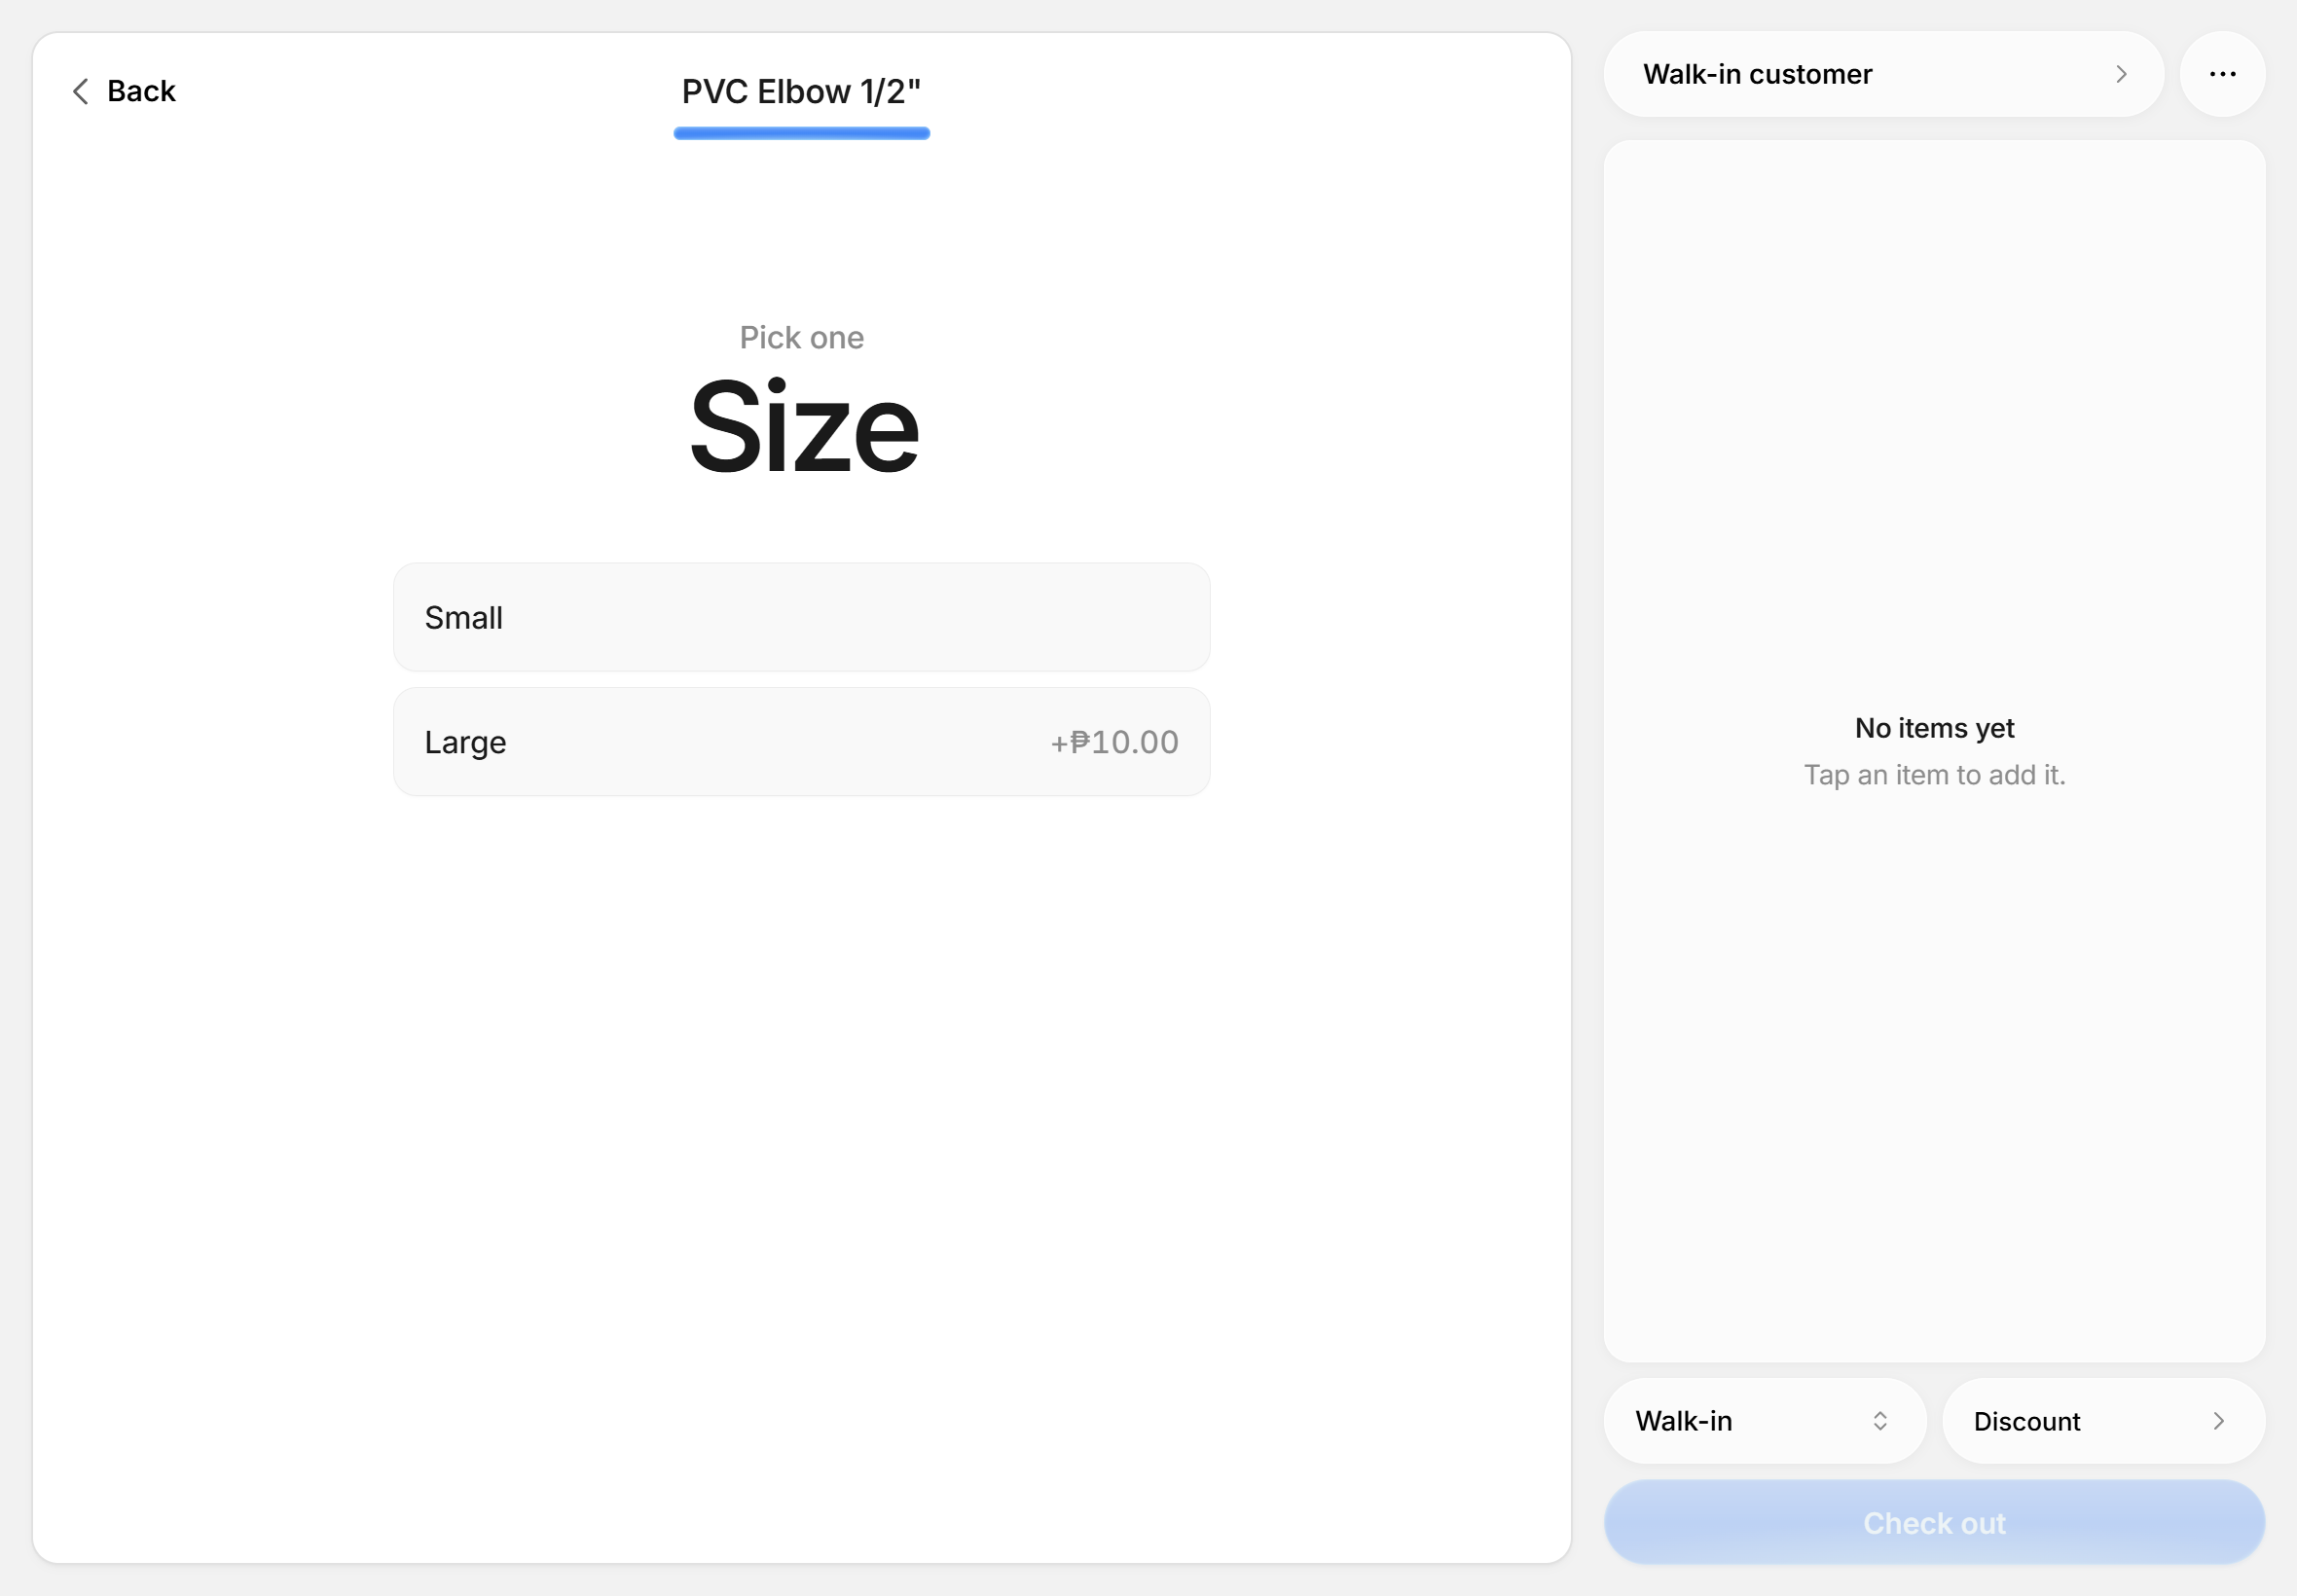 Back
PVC Elbow 1/2"
Pick one
Size
Small
Large +₱10.00
Walk-in customer
No items yet
Tap an item to add it.
Walk-in
Discount
Check out